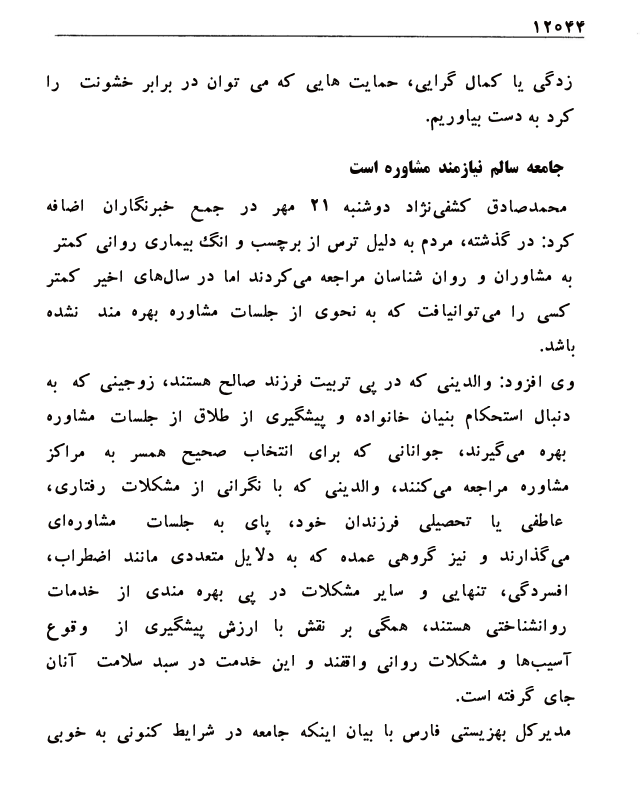 ۱۲۰۴۴
زدگی یا کمال گرایی، حمایت هایی که می توان در برابر خشونت را
کرد به دست بیاوریم.
جامعه سالم نیازمند مشاوره است
محمدصادق کشفی‌نژاد دوشنبه ۲۱ مهر در جمع خبرنگاران اضافه
کرد: در گذشته، مردم به دلیل ترس از برچسب و انگ بیماری روانی کمتر
به مشاوران و روان شناسان مراجعه می‌کردند اما در سال‌های اخیر کمتر
کسی را می‌توانیافت که به نحوی از جلسات مشاوره بهره مند نشده
باشد.
وی افزود: والدینی که در پی تربیت فرزند صالح هستند، زوجینی که به
دنبال استحکام بنیان خانواده و پیشگیری از طلاق از جلسات مشاوره
بهره می‌گیرند، جوانانی که برای انتخاب صحیح همسر به مراکز
مشاوره مراجعه می‌کنند، والدینی که با نگرانی از مشکلات رفتاری،
عاطفی یا تحصیلی فرزندان خود، پای به جلسات مشاوره‌ای
می‌گذارند و نیز گروهی عمده که به دلایل متعددی مانند اضطراب،
افسردگی، تنهایی و سایر مشکلات در پی بهره مندی از خدمات
روانشناختی هستند، همگی بر نقش با ارزش پیشگیری از وقوع
آسیب‌ها و مشکلات روانی واقفند و این خدمت در سبد سلامت آنان
جای گرفته است.
مدیرکل بهزیستی فارس با بیان اینکه جامعه در شرایط کنونی به خوبی